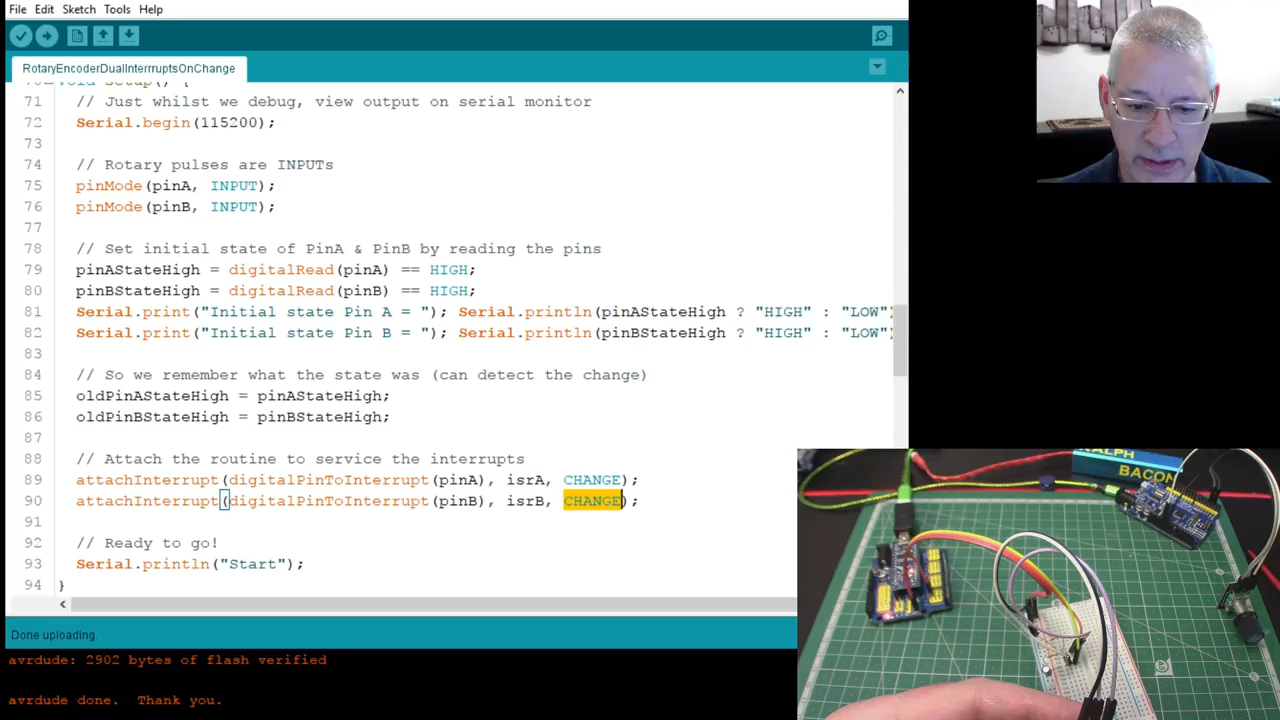 File Edit Sketch Tools Help
RotaryEncoderDualInterrruptsOnChange
70 void setup() {
71 // Just whilst we debug, view output on serial monitor
72 Serial.begin(115200);
73
74 // Rotary pulses are INPUTs
75 pinMode(pinA, INPUT);
76 pinMode(pinB, INPUT);
77
78 // Set initial state of PinA & PinB by reading the pins
79 pinAStateHigh = digitalRead(pinA) == HIGH;
80 pinBStateHigh = digitalRead(pinB) == HIGH;
81 Serial.print("Initial state Pin A = "); Serial.println(pinAStateHigh ? "HIGH" : "LOW")
82 Serial.print("Initial state Pin B = "); Serial.println(pinBStateHigh ? "HIGH" : "LOW")
83
84 // So we remember what the state was (can detect the change)
85 oldPinAStateHigh = pinAStateHigh;
86 oldPinBStateHigh = pinBStateHigh;
87
88 // Attach the routine to service the interrupts
89 attachInterrupt(digitalPinToInterrupt(pinA), isrA, CHANGE);
90 attachInterrupt(digitalPinToInterrupt(pinB), isrB, CHANGE);
91
92 // Ready to go!
93 Serial.println("Start");
94 }
Done uploading.
avrdude: 2902 bytes of flash verified
avrdude done. Thank you.
RALPH
BACON
A5